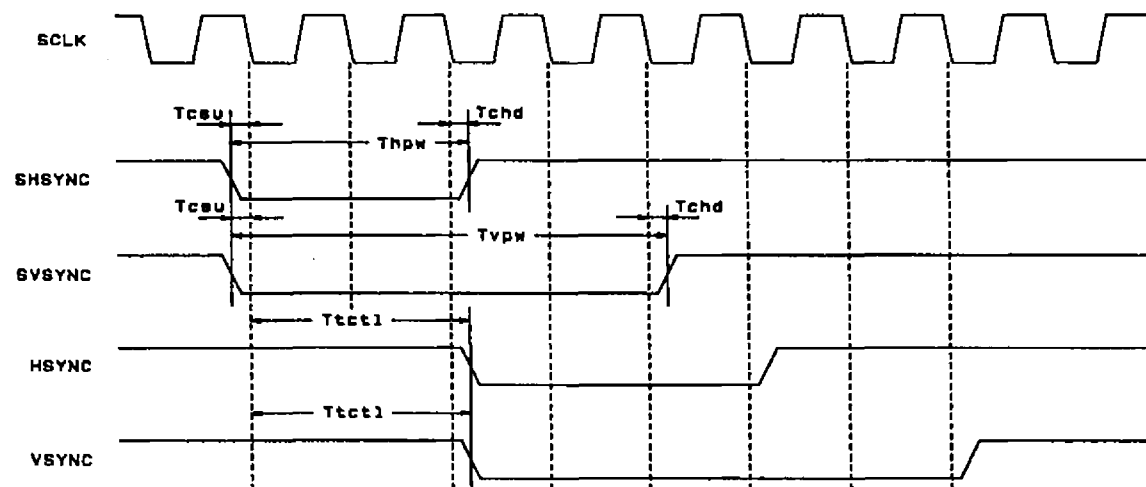 SCLK
Tcsu
Tchd
Thpw
SHSYNC
Tcsu
Tchd
Tvpw
SVSYNC
Ttctl
HSYNC
Ttctl
VSYNC